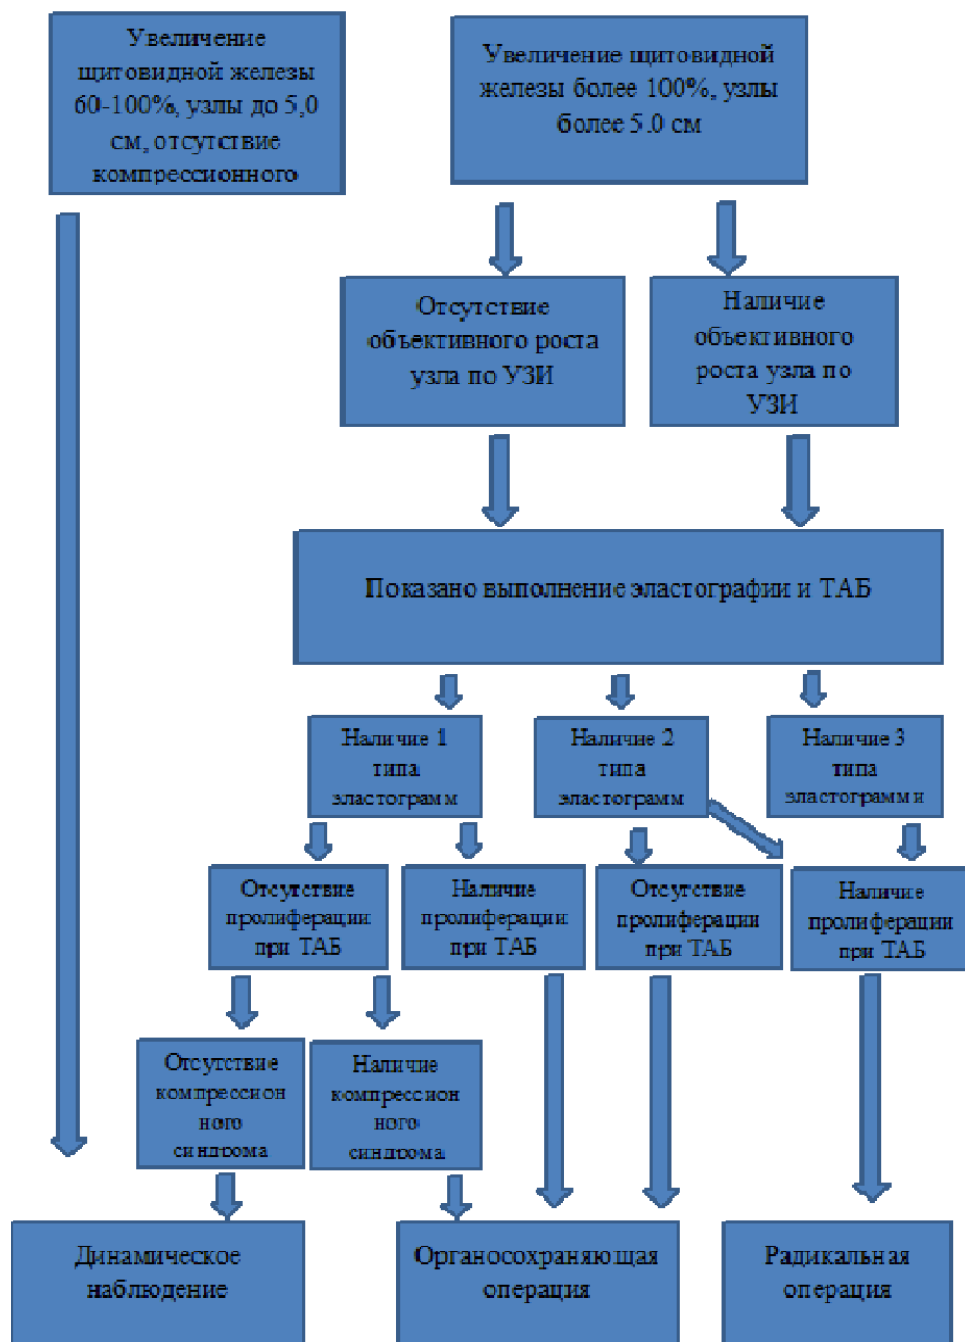 Увеличение
щитовидной железы
60-100%, узлы до 5,0
см, отсутствие
компрессионного
Увеличение щитовидной
железы более 100%, узлы
более 5.0 см
Отсутствие
объективного роста
узла по УЗИ
Наличие
объективного
роста узла по
УЗИ
Показано выполнение эластографии и ТАБ
Наличие 1
типа
эластограмм
Наличие 2
типа
эластограмм
Наличие 3
типа
эластограмми
Отсутствие
пролиферации
при ТАБ
Наличие
пролиферации
при ТАБ
Отсутствие
пролиферации
при ТАБ
Наличие
пролиферации
при ТАБ
Отсутствие
компрессион
ного
синдрома
Наличие
компрессион
ного
синдрома
Динамическое
наблюдение
Органосохраняющая
операция
Радикальная
операция